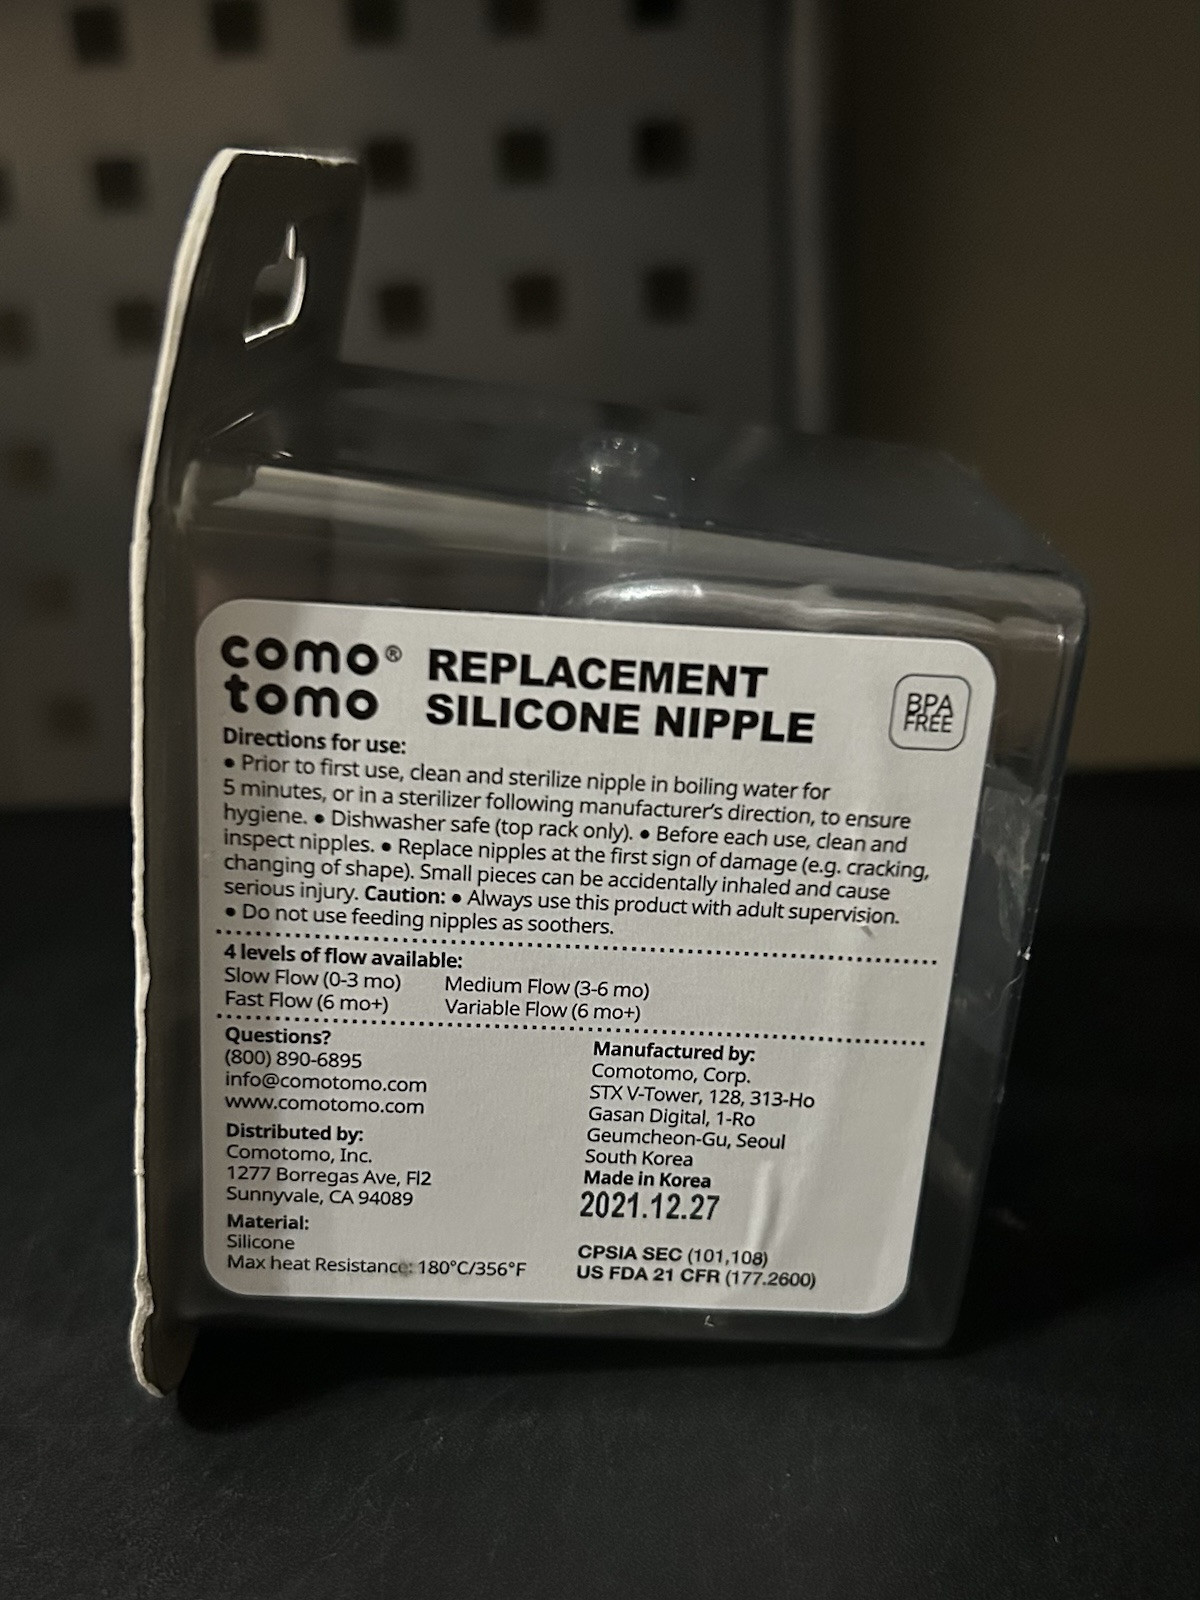 como® 
tomo
REPLACEMENT
SILICONE NIPPLE
BPA
FREE
Directions for use:
• Prior to first use, clean and sterilize nipple in boiling water for
5 minutes, or in a sterilizer following manufacturer's direction, to ensure
hygiene. • Dishwasher safe (top rack only). • Before each use, clean and
inspect nipples. • Replace nipples at the first sign of damage (e.g. cracking,
changing of shape). Small pieces can be accidentally inhaled and cause
serious injury. Caution: • Always use this product with adult supervision.
• Do not use feeding nipples as soothers.
4 levels of flow available:
Slow Flow (0-3 mo) Medium Flow (3-6 mo)
Fast Flow (6 mo+) Variable Flow (6 mo+)
Questions?
(800) 890-6895
info@comotomo.com
www.comotomo.com
Distributed by:
Comotomo, Inc.
1277 Borregas Ave, Fl2
Sunnyvale, CA 94089
Material:
Silicone
Max heat Resistance: 180°C/356°F
Manufactured by:
Comotomo, Corp.
STX V-Tower, 128, 313-Ho
Gasan Digital, 1-Ro
Geumcheon-Gu, Seoul
South Korea
Made in Korea
2021.12.27
CPSIA SEC (101,108)
US FDA 21 CFR (177.2600)